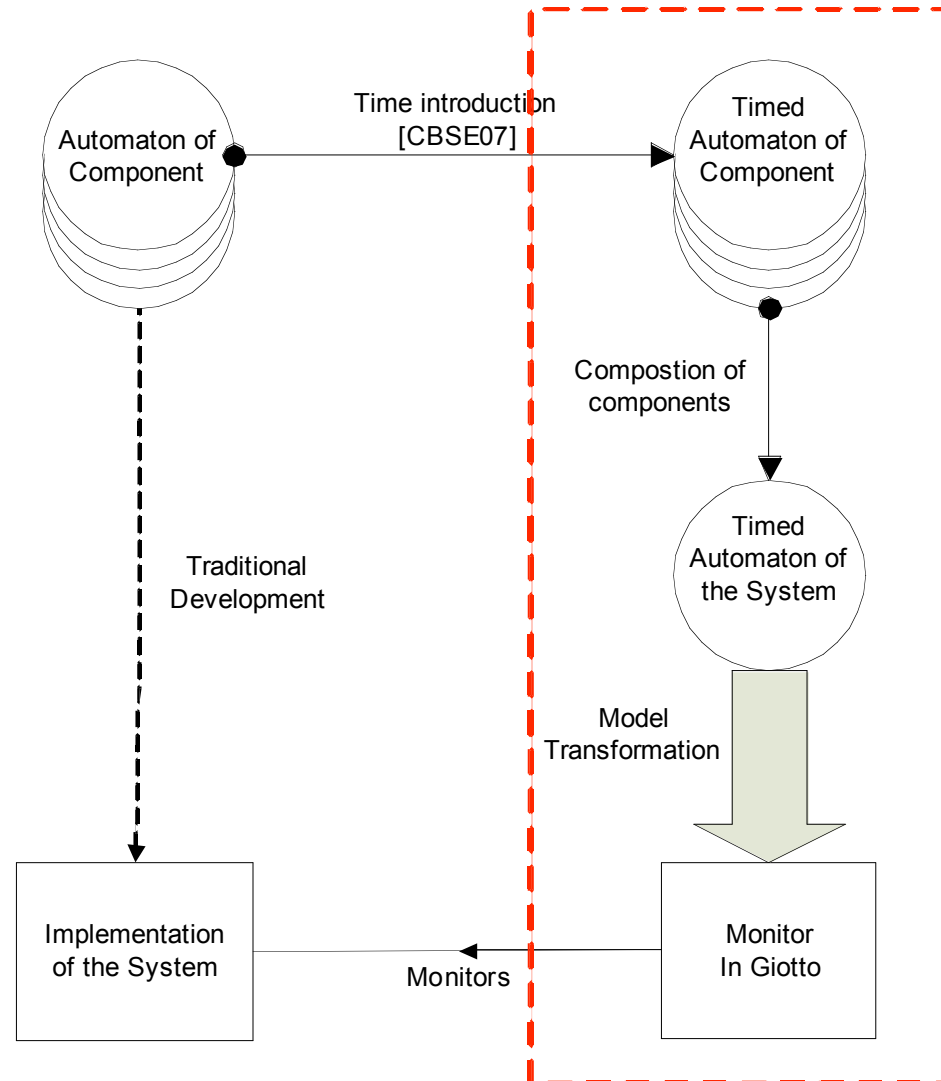 Automaton of
Component
Time introduction
[CBSE07]
Timed
Automaton of
Component
Compostion of
components
Timed
Automaton of
the System
Traditional
Development
Model
Transformation
Implementation
of the System
Monitors
Monitor
In Giotto